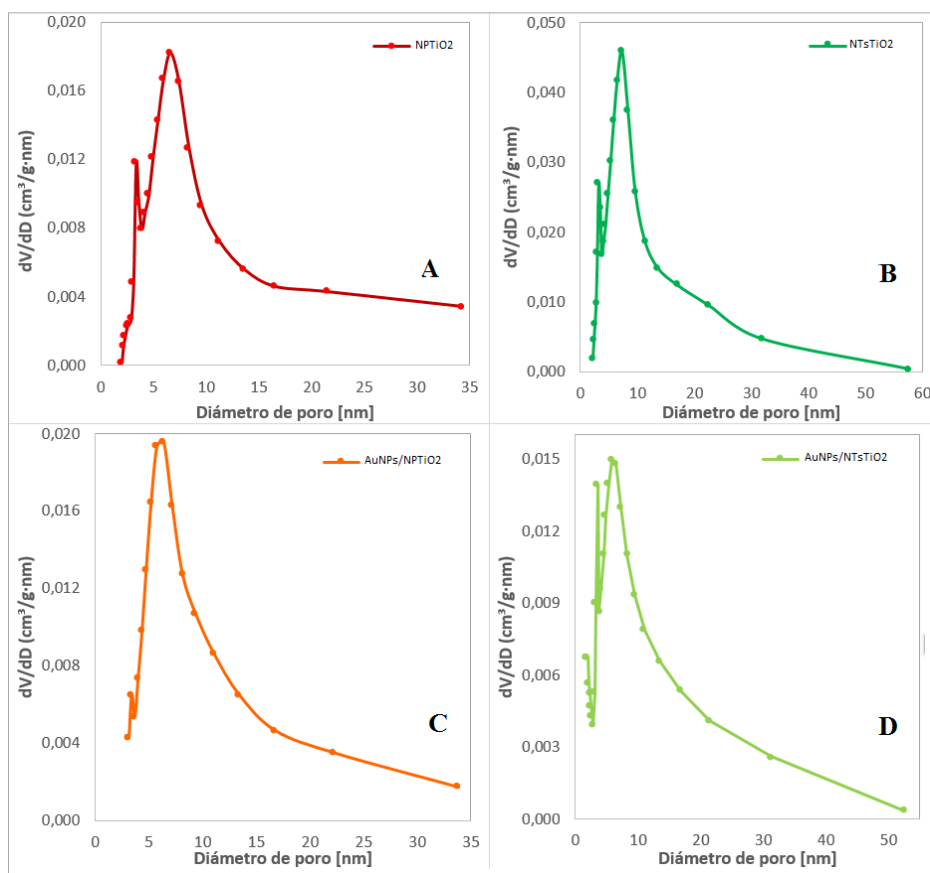 0,020
0,016
0,012
0,008
0,004
0,000
dV/dD (cm³/g·nm)
NPTiO2
A
0 5 10 15 20 25 30 35
Diámetro de poro [nm]
0,050
0,040
0,030
0,020
0,010
0,000
dV/dD (cm³/g·nm)
NTsTiO2
B
0 10 20 30 40 50 60
Diámetro de poro [nm]
0,020
0,016
0,012
0,008
0,004
0,000
dV/dD (cm³/g·nm)
AuNPs/NPTiO2
C
0 5 10 15 20 25 30 35
Diámetro de poro [nm]
0,015
0,012
0,009
0,006
0,003
0,000
dV/dD (cm³/g·nm)
AuNPs/NTsTiO2
D
0 10 20 30 40 50
Diámetro de poro [nm]